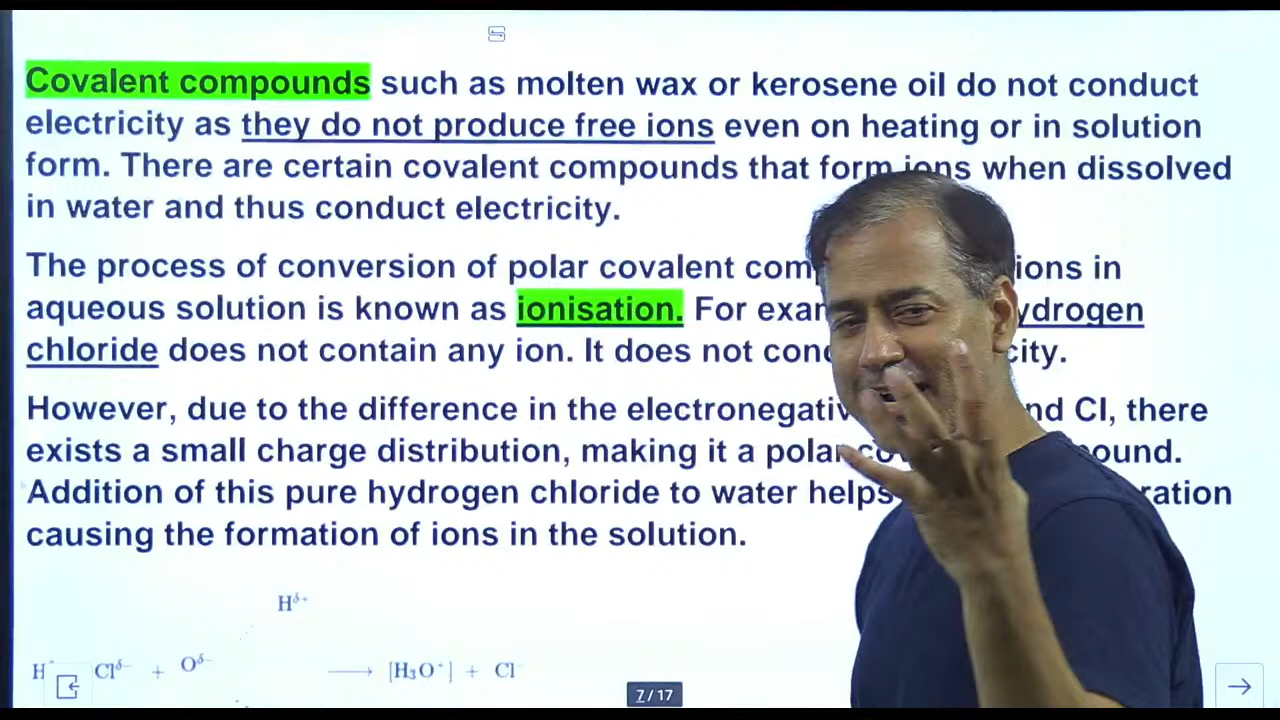 Covalent compounds such as molten wax or kerosene oil do not conduct
electricity as they do not produce free ions even on heating or in solution
form. There are certain covalent compounds that form ions when dissolved
in water and thus conduct electricity.
The process of conversion of polar covalent com ions in
aqueous solution is known as ionisation. For exam ydrogen
chloride does not contain any ion. It does not con city.
However, due to the difference in the electronegativ nd Cl, there
exists a small charge distribution, making it a polar co ound.
Addition of this pure hydrogen chloride to water helps ration
causing the formation of ions in the solution.
Hδ+
H Clδ− + Oδ− ⟶ [H₃O⁺] + Cl
7/17